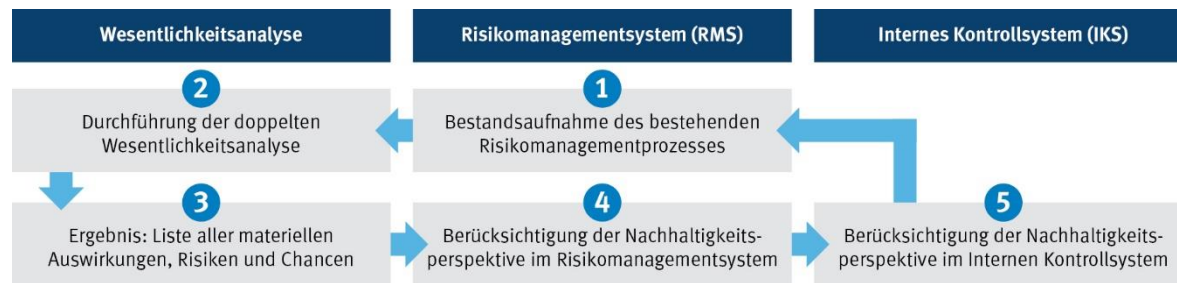 Wesentlichkeitsanalyse
Risikomanagementsystem (RMS)
Internes Kontrollsystem (IKS)
2
Durchführung der doppelten
Wesentlichkeitsanalyse
1
Bestandsaufnahme des bestehenden
Risikomanagementprozesses
3
Ergebnis: Liste aller materiellen
Auswirkungen, Risiken und Chancen
4
Berücksichtigung der Nachhaltigkeits-
perspektive im Risikomanagementsystem
5
Berücksichtigung der Nachhaltigkeits-
perspektive im Internen Kontrollsystem